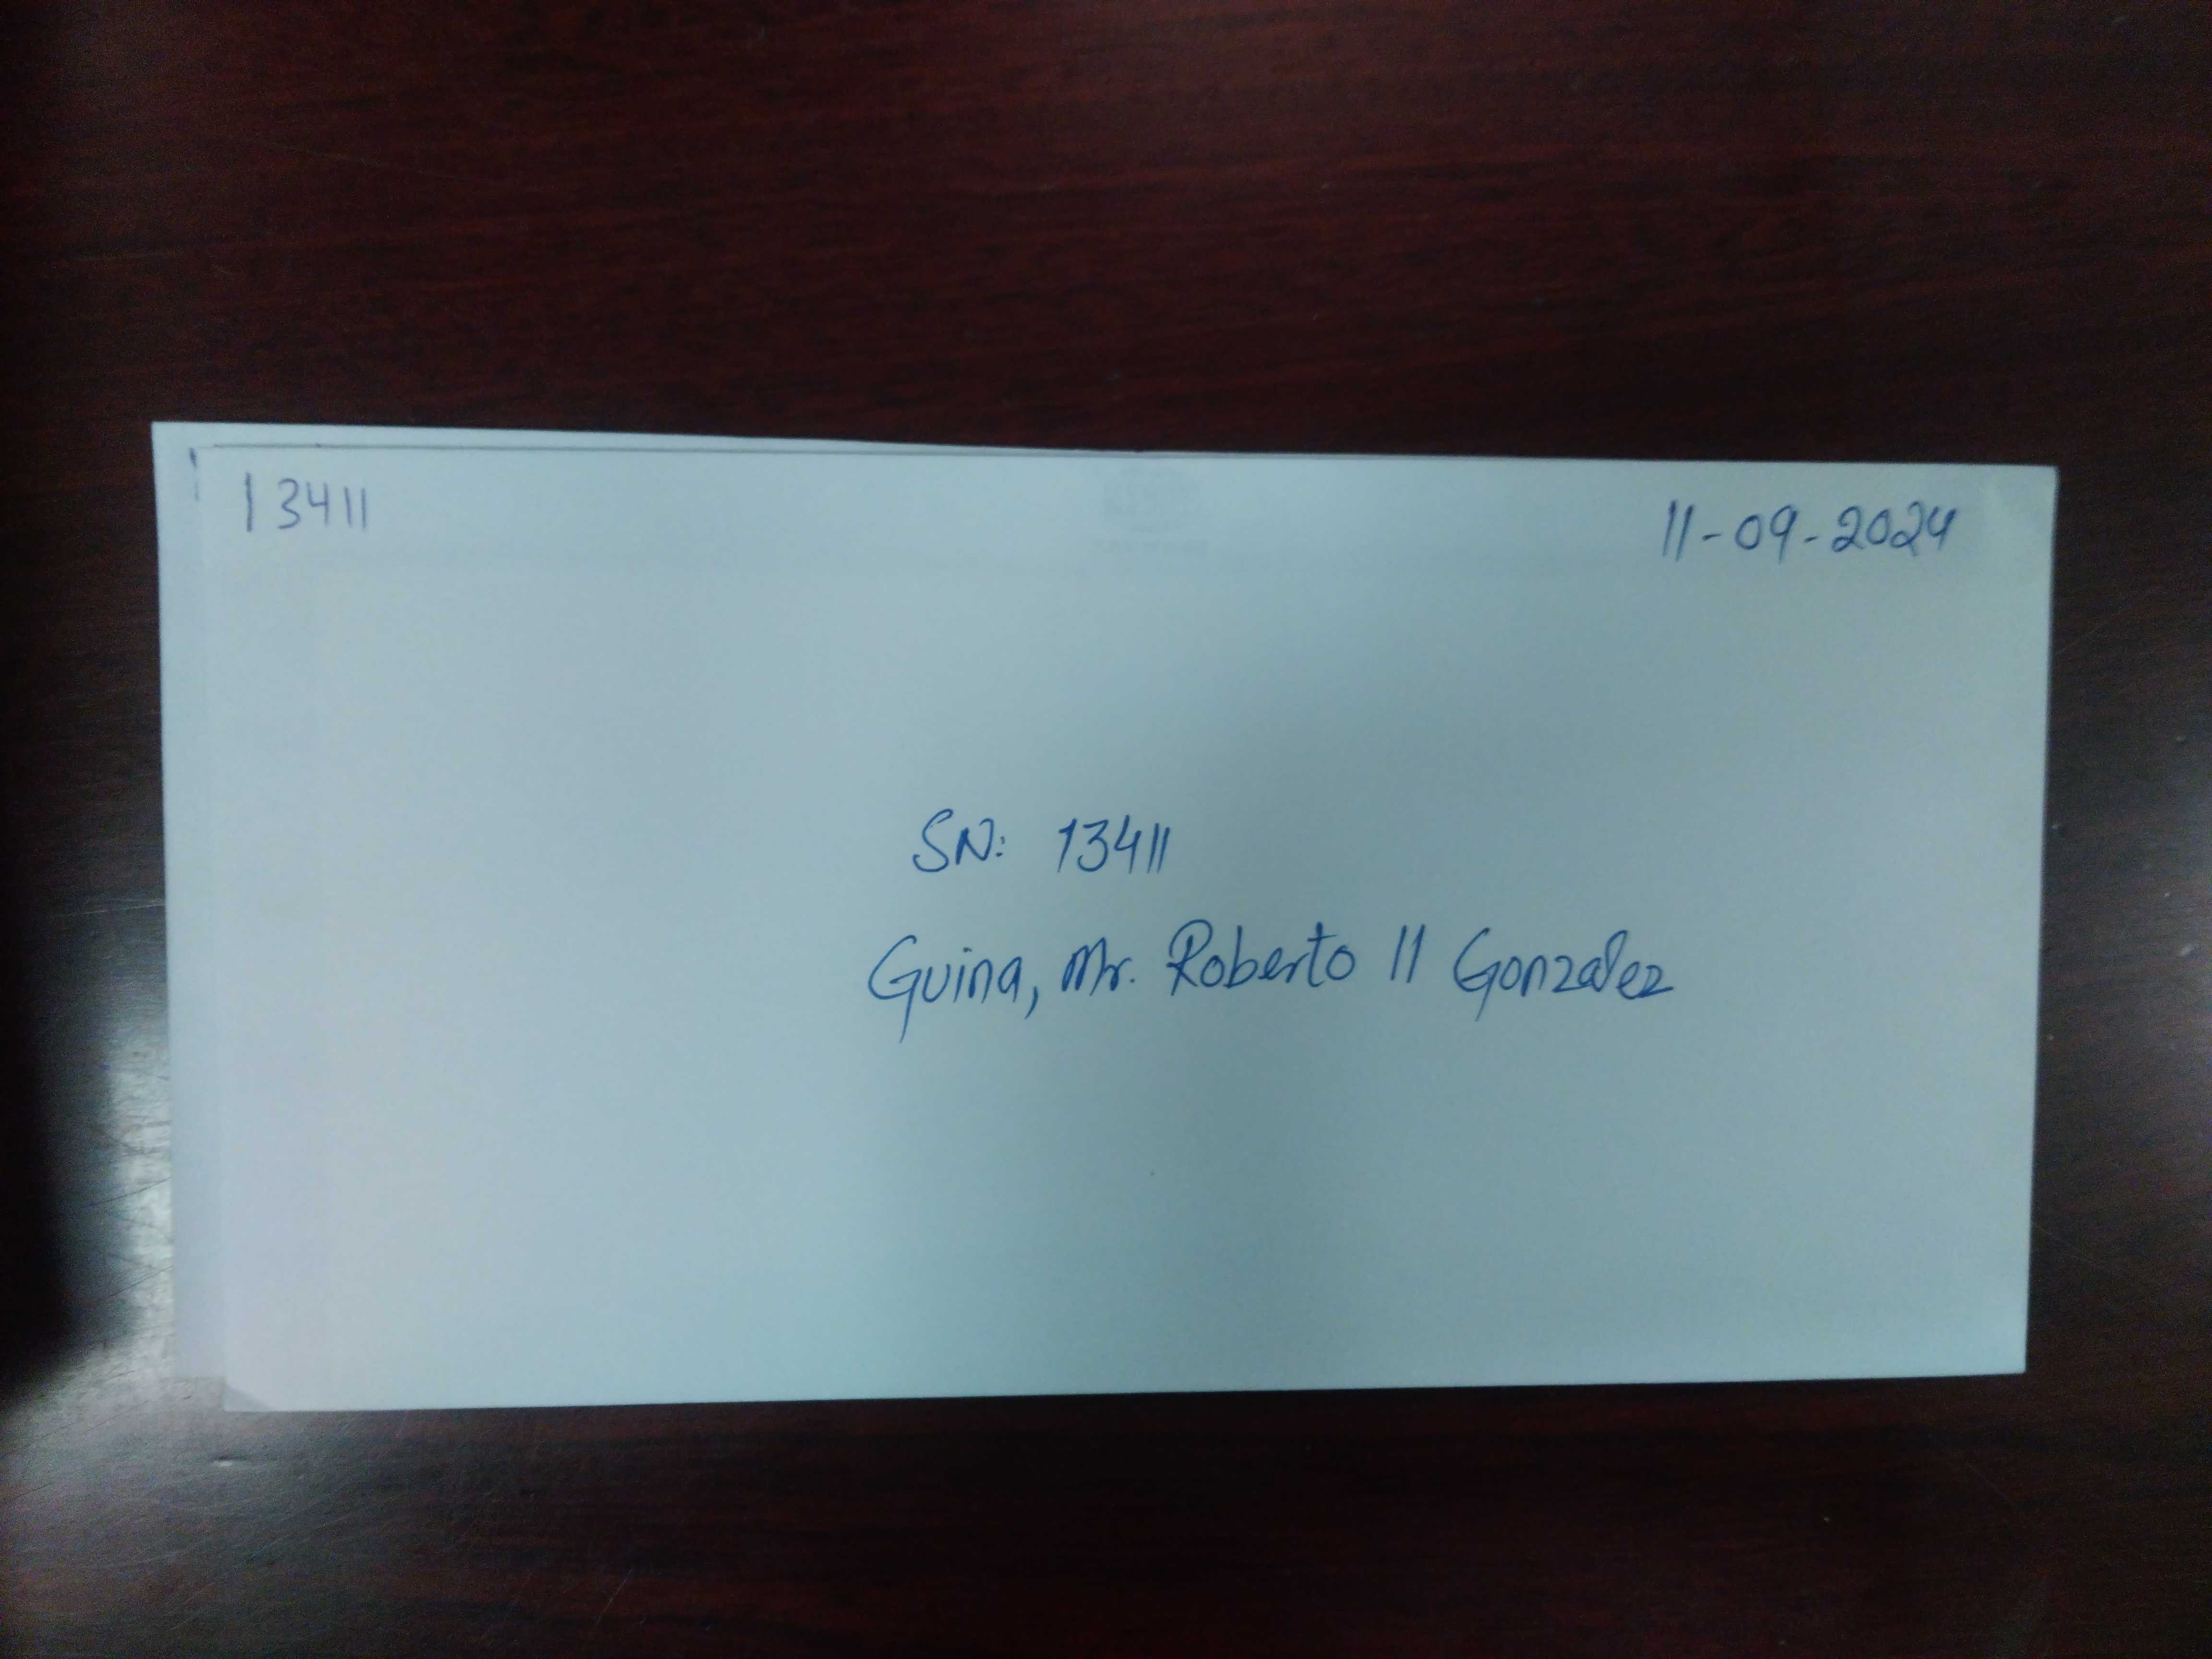 13411
11-09-2024
SN: 13411
Guina, Mr. Roberto II Gonzalez